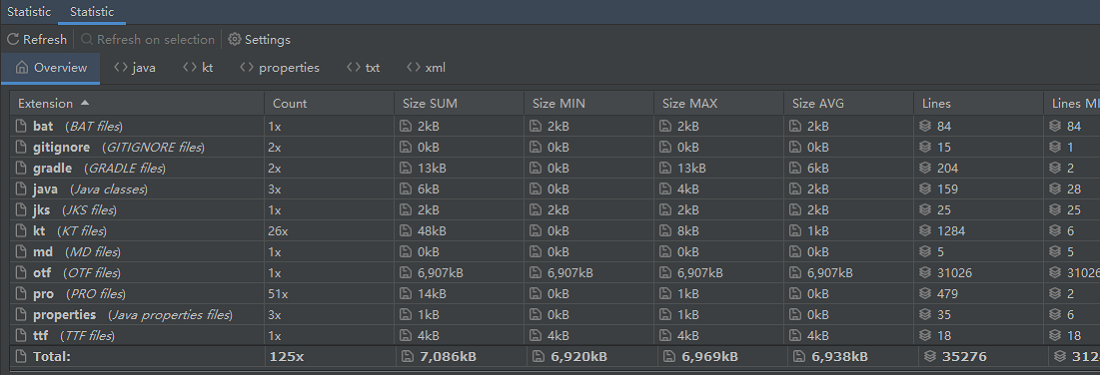 Statistic Statistic
Refresh Refresh on selection Settings
Overview java kt properties txt xml
Extension Count Size SUM Size MIN Size MAX Size AVG Lines Lines MI
bat (BAT files) 1x 2kB 2kB 2kB 2kB 84 84
gitignore (GITIGNORE files) 2x 0kB 0kB 0kB 0kB 15 1
gradle (GRADLE files) 2x 13kB 0kB 13kB 6kB 204 2
java (Java classes) 3x 6kB 0kB 4kB 2kB 159 28
jks (JKS files) 1x 2kB 2kB 2kB 2kB 25 25
kt (KT files) 26x 48kB 0kB 8kB 1kB 1284 6
md (MD files) 1x 0kB 0kB 0kB 0kB 5 5
otf (OTF files) 1x 6,907kB 6,907kB 6,907kB 6,907kB 31026 31026
pro (PRO files) 51x 14kB 0kB 1kB 0kB 479 2
properties (Java properties files) 3x 1kB 0kB 1kB 0kB 35 6
ttf (TTF files) 1x 4kB 4kB 4kB 4kB 18 18
Total: 125x 7,086kB 6,920kB 6,969kB 6,938kB 35276 312